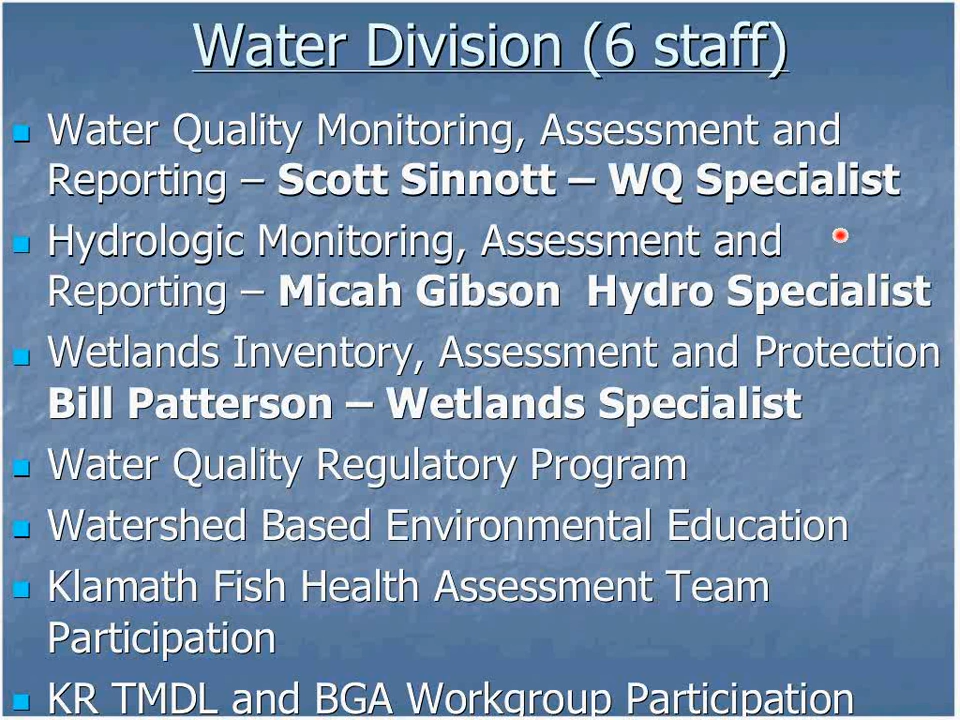 Water Division (6 staff)
Water Quality Monitoring, Assessment and
Reporting – Scott Sinnott – WQ Specialist
Hydrologic Monitoring, Assessment and
Reporting – Micah Gibson Hydro Specialist
Wetlands Inventory, Assessment and Protection
Bill Patterson – Wetlands Specialist
Water Quality Regulatory Program
Watershed Based Environmental Education
Klamath Fish Health Assessment Team
Participation
KR TMDL and BGA Workgroup Participation